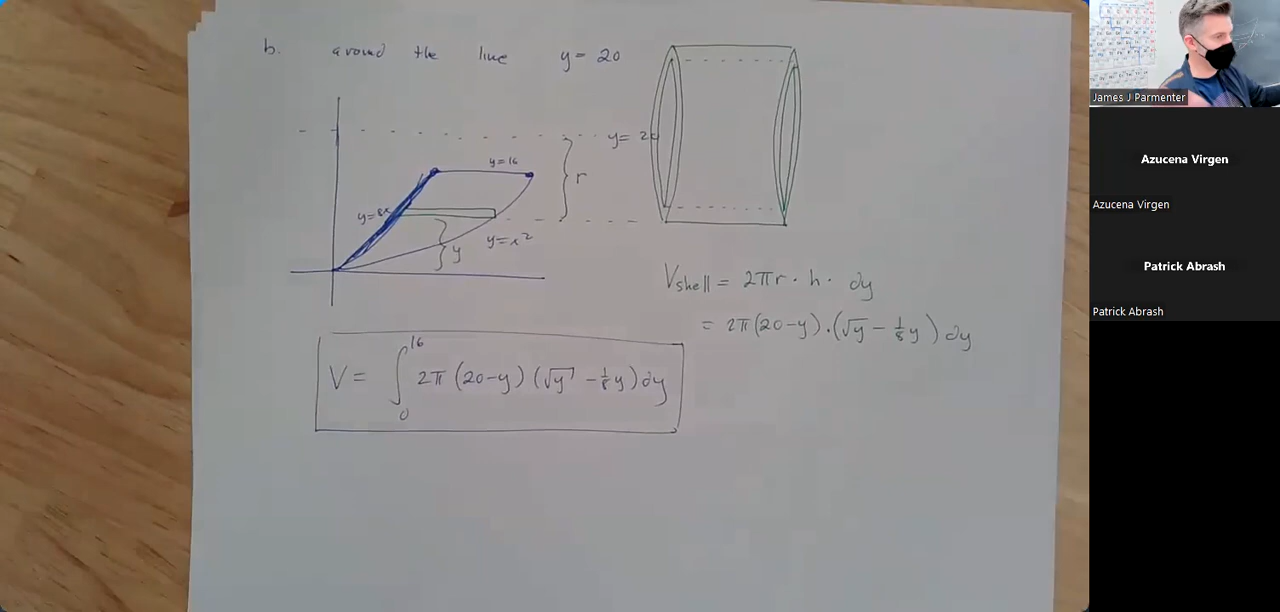 b. around the line y = 20
y = 20
y=16
r
y=8x
y=x²
y
V shell = 2πr · h · dy
= 2π(20-y) · (√y - 1/8 y) dy
V = ∫₀¹⁶ 2π (20-y) (√y - 1/8 y) dy
James J Parmenter
Azucena Virgen
Azucena Virgen
Patrick Abrash
Patrick Abrash